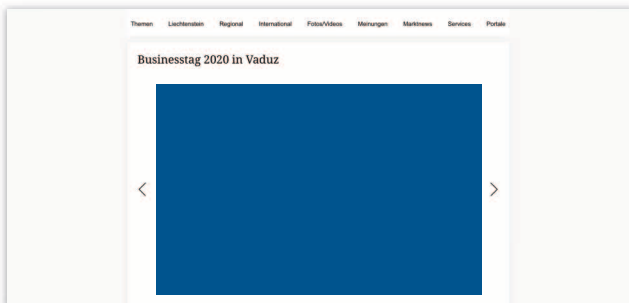 Themen Liechtenstein Regional International Fotos/Videos Meinungen Marktnews Services Portale
Businesstag 2020 in Vaduz